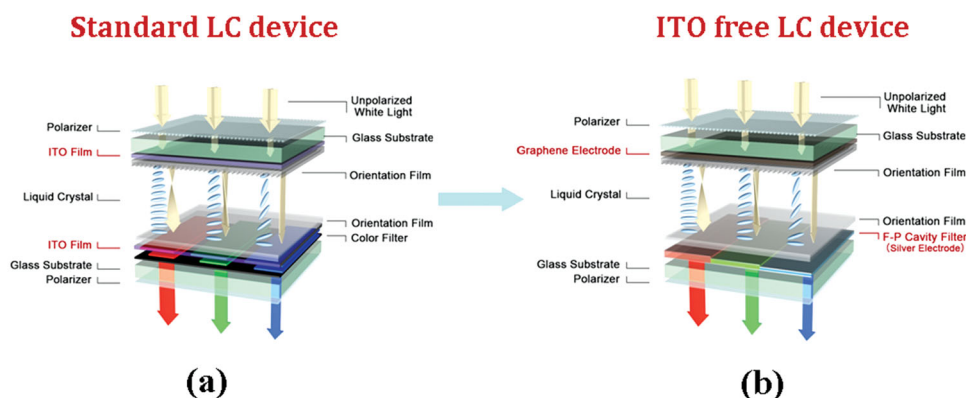 Standard LC device
Unpolarized
White Light
Polarizer
Glass Substrate
ITO Film
Orientation Film
Liquid Crystal
Orientation Film
Color Filter
ITO Film
Glass Substrate
Polarizer
(a)
ITO free LC device
Unpolarized
White Light
Polarizer
Glass Substrate
Graphene Electrode
Orientation Film
Liquid Crystal
Orientation Film
F-P Cavity Filter
(Silver Electrode)
Glass Substrate
Polarizer
(b)